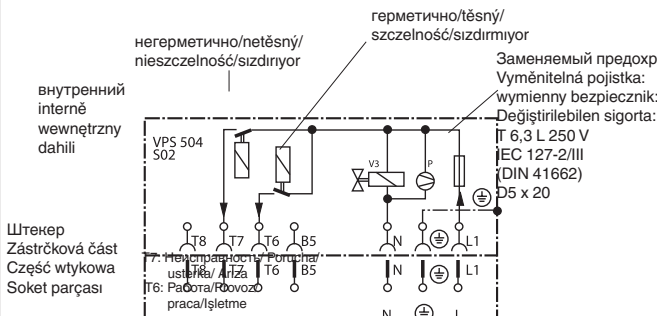 герметично/těsný/
szczelność/sızdırmıyor
негерметично/netěsný/
nieszczelność/sızdırıyor
Заменяемый предохр
Vyměnitelná pojistka:
wymienny bezpiecznik:
Değiştirilebilen sigorta:
T 6,3 L 250 V
IEC 127-2/III
(DIN 41662)
D5 x 20
внутренний
interně
wewnętrzny
dahili
VPS 504
S02
V3
P
Штекер
Zástrčková část
Część wtykowa
Soket parçası
T8 T7 T6 B5 N L1
T7: Неисправность/ Porucha/
usterka/ Arıza
T8 T7 T6 B5 N L1
T6: Работа/Provoz/
praca/Işletme
N L